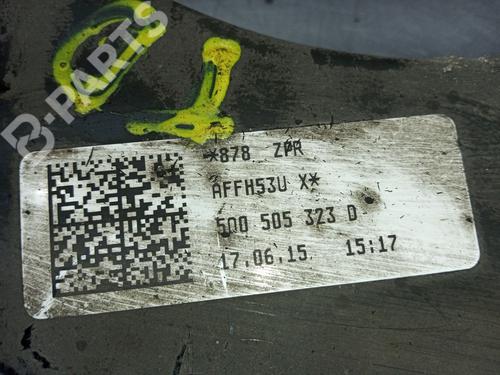 B-PARTS
*878 ZPR
AFFH53U X*
5Q0 505 323 D
17.06.15 15:17